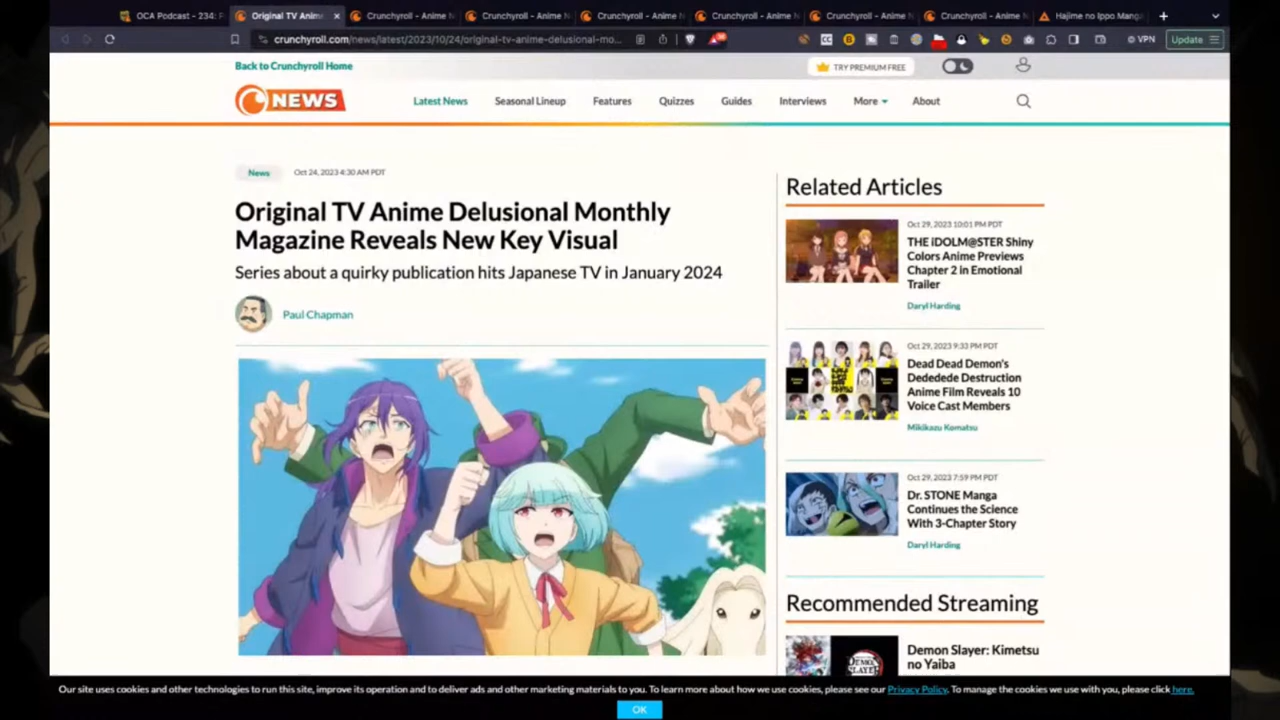 OCA Podcast - 234: F
Original TV Anime
Crunchyroll - Anime N
Crunchyroll - Anime N
Crunchyroll - Anime N
Crunchyroll - Anime N
Crunchyroll - Anime N
Crunchyroll - Anime N
Hajime no Ippo Manga
crunchyroll.com/news/latest/2023/10/24/original-tv-anime-delusional-mo...
VPN
Update
Back to Crunchyroll Home
TRY PREMIUM FREE
NEWS
Latest News
Seasonal Lineup
Features
Quizzes
Guides
Interviews
More
About
News
Oct 24, 2023 4:30 AM PDT
Original TV Anime Delusional Monthly
Magazine Reveals New Key Visual
Series about a quirky publication hits Japanese TV in January 2024
Paul Chapman
Related Articles
Oct 29, 2023 10:01 PM PDT
THE iDOLM@STER Shiny
Colors Anime Previews
Chapter 2 in Emotional
Trailer
Daryl Harding
Oct 29, 2023 9:33 PM PDT
Dead Dead Demon's
Dededede Destruction
Anime Film Reveals 10
Voice Cast Members
Mikikazu Komatsu
Oct 29, 2023 7:59 PM PDT
Dr. STONE Manga
Continues the Science
With 3-Chapter Story
Daryl Harding
Recommended Streaming
DEMON
SLAYER
Demon Slayer: Kimetsu
no Yaiba
Our site uses cookies and other technologies to run this site, improve its operation and to deliver ads and other marketing materials to you. To learn more about how we use cookies, please see our Privacy Policy. To manage the cookies we use with you, please click here.
OK